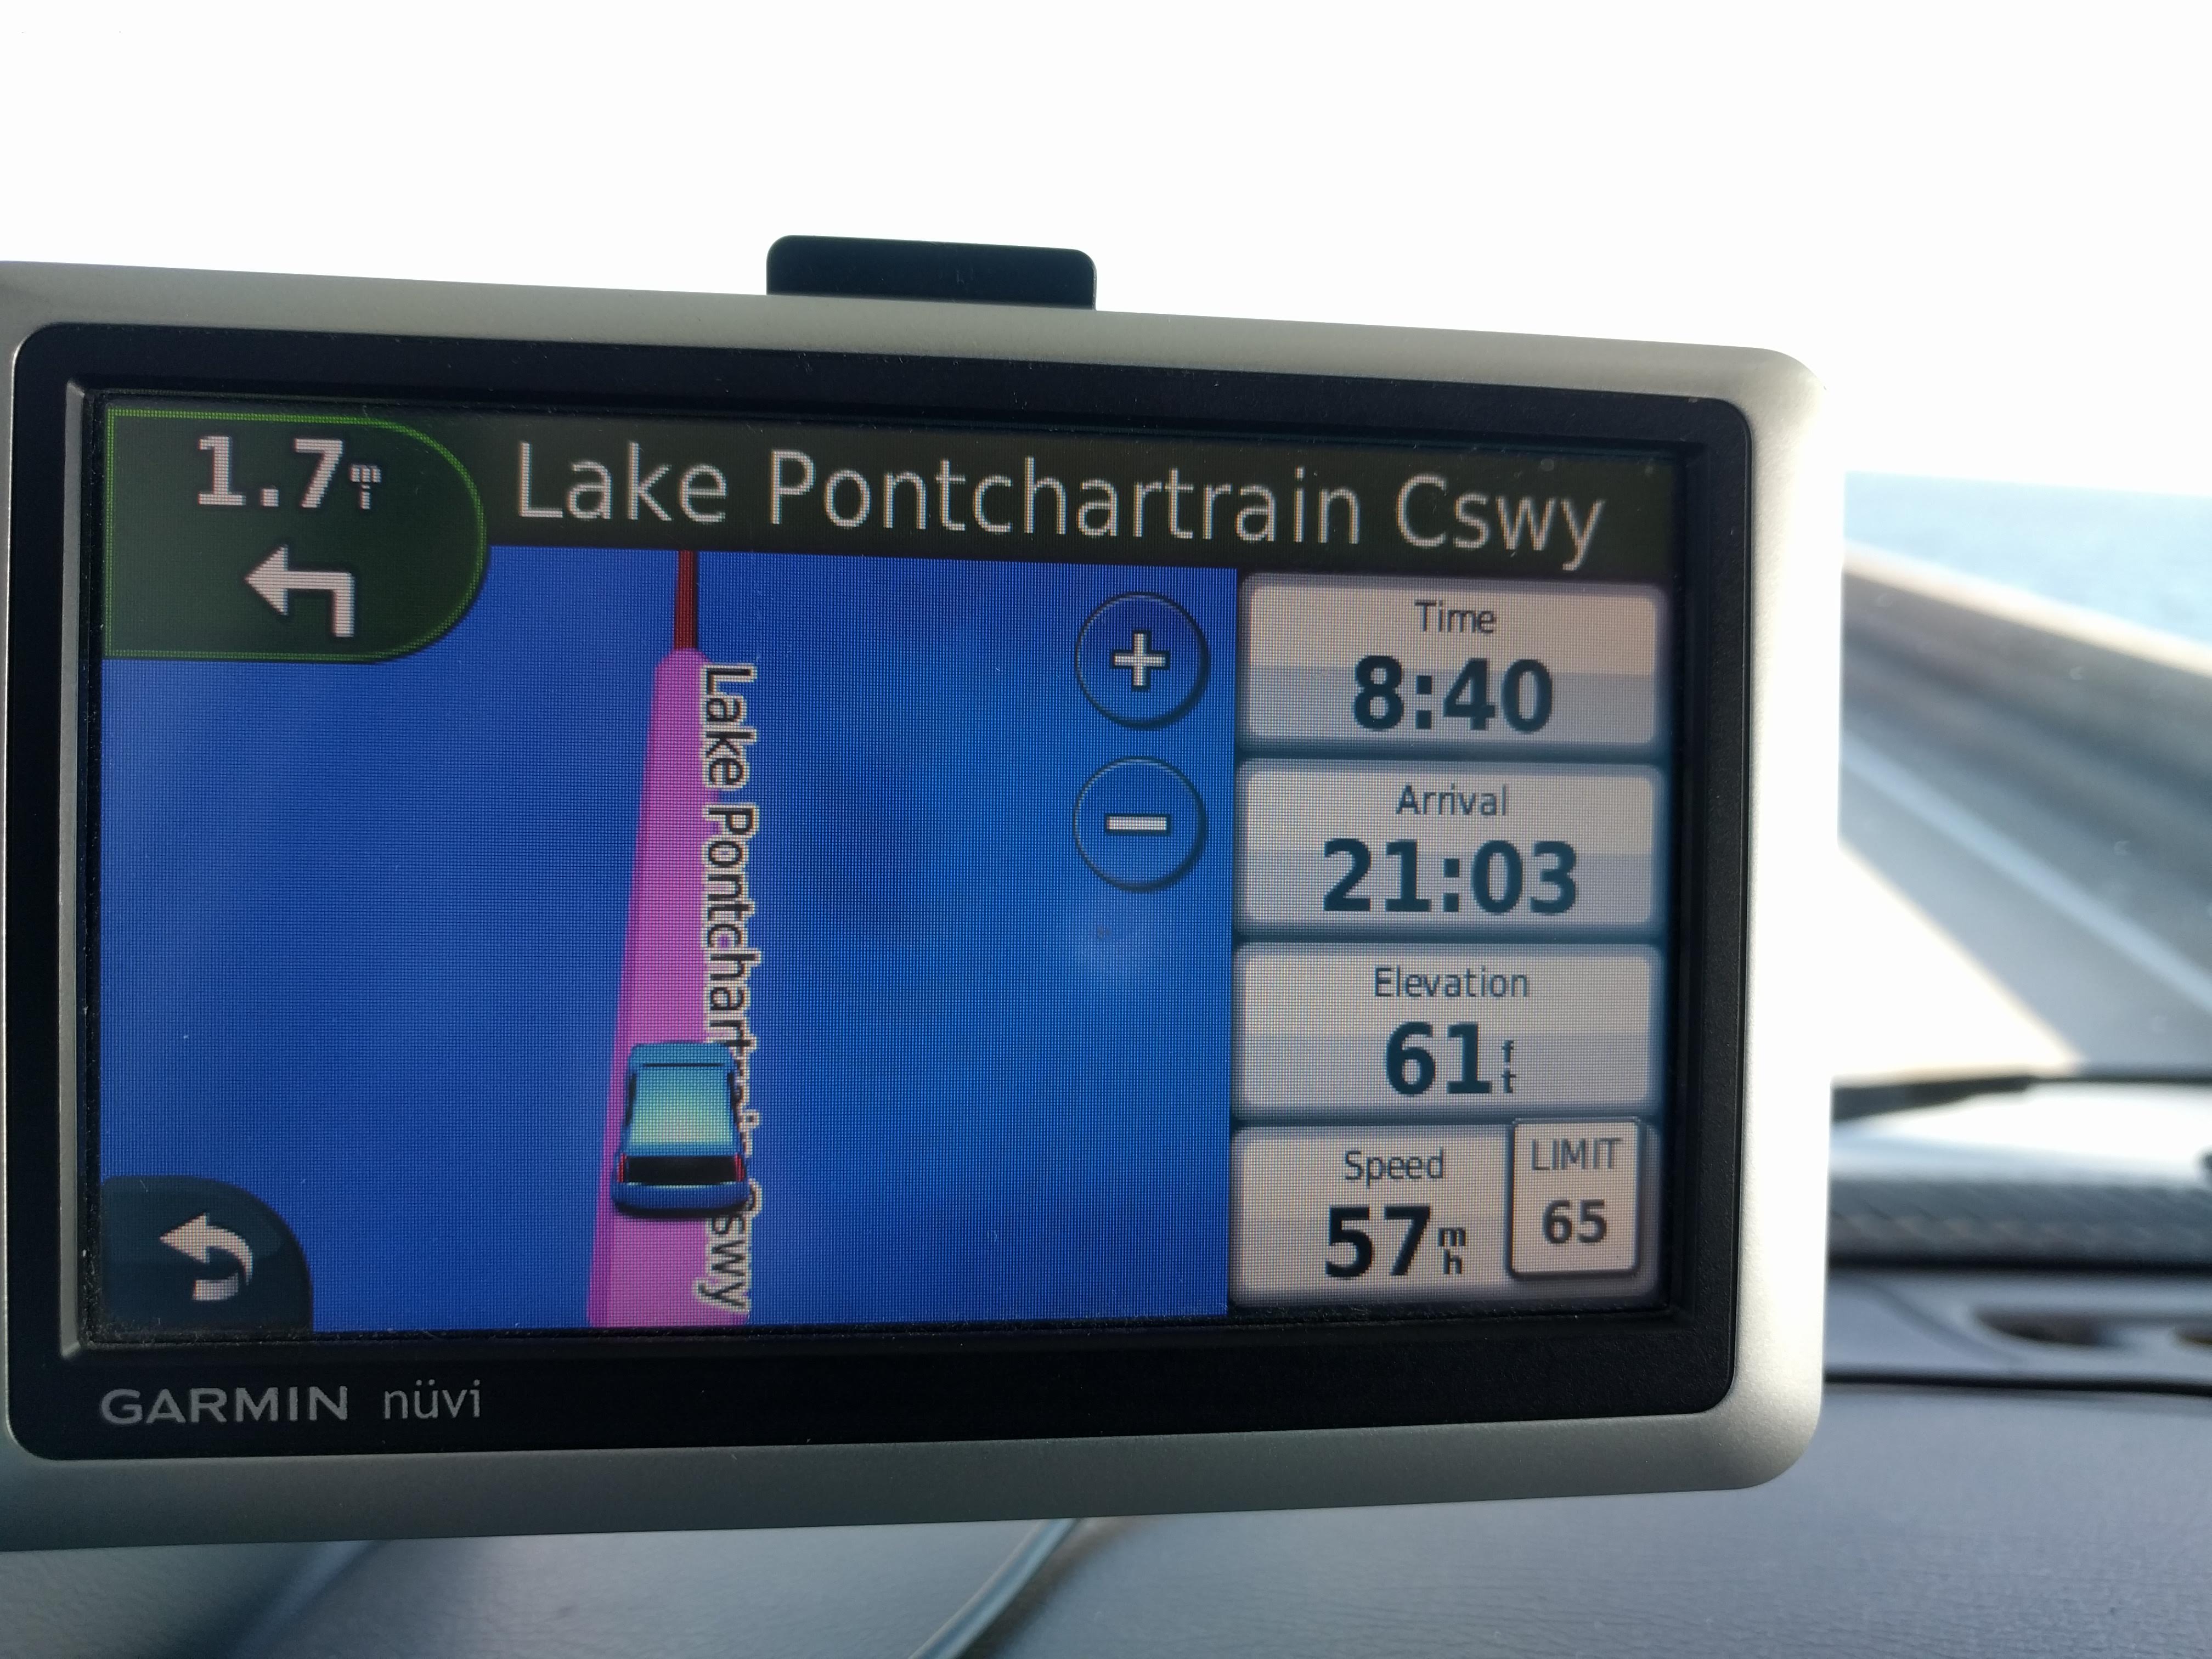 1.7 mi
Lake Pontchartrain Cswy
Lake Pontchartrain Cswy
+
−
Time
8:40
Arrival
21:03
Elevation
61 ft
Speed
57 mh
LIMIT
65
GARMIN nüvi